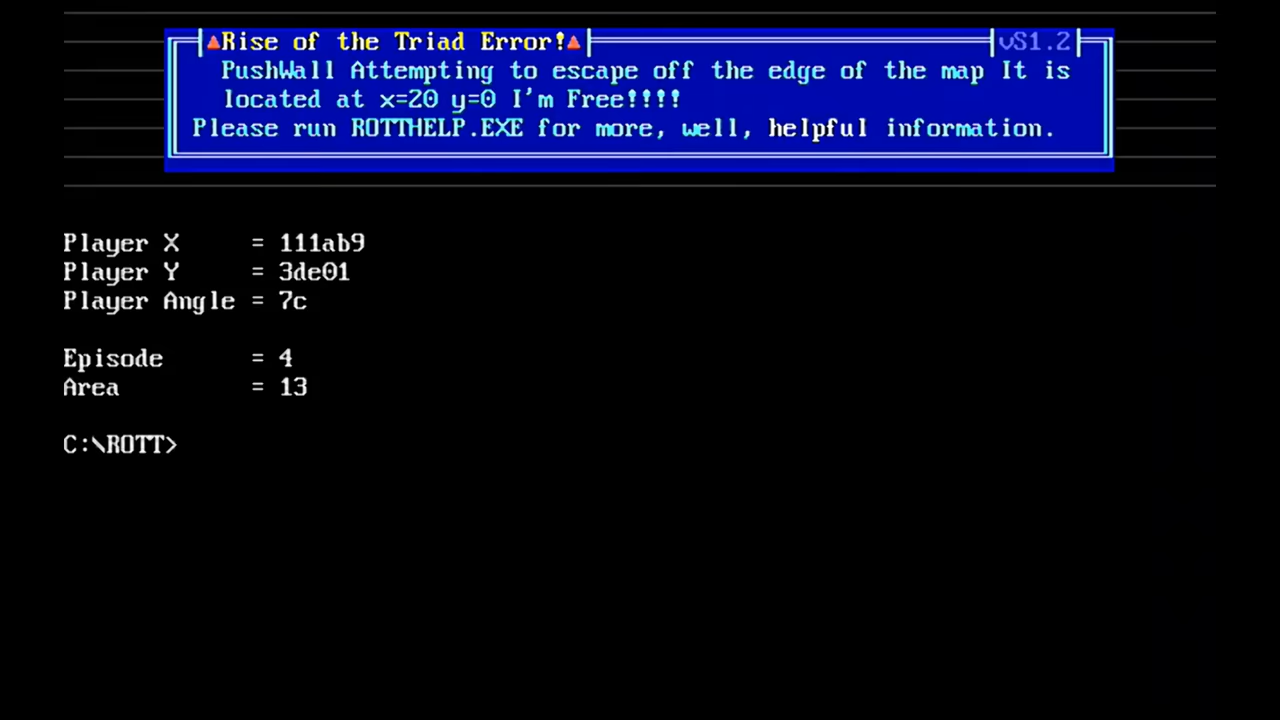 Rise of the Triad Error! vS1.2
PushWall Attempting to escape off the edge of the map It is
located at x=20 y=0 I'm Free!!!!
Please run ROTTHELP.EXE for more, well, helpful information.
Player X = 111ab9
Player Y = 3de01
Player Angle = 7c
Episode = 4
Area = 13
C:\ROTT>